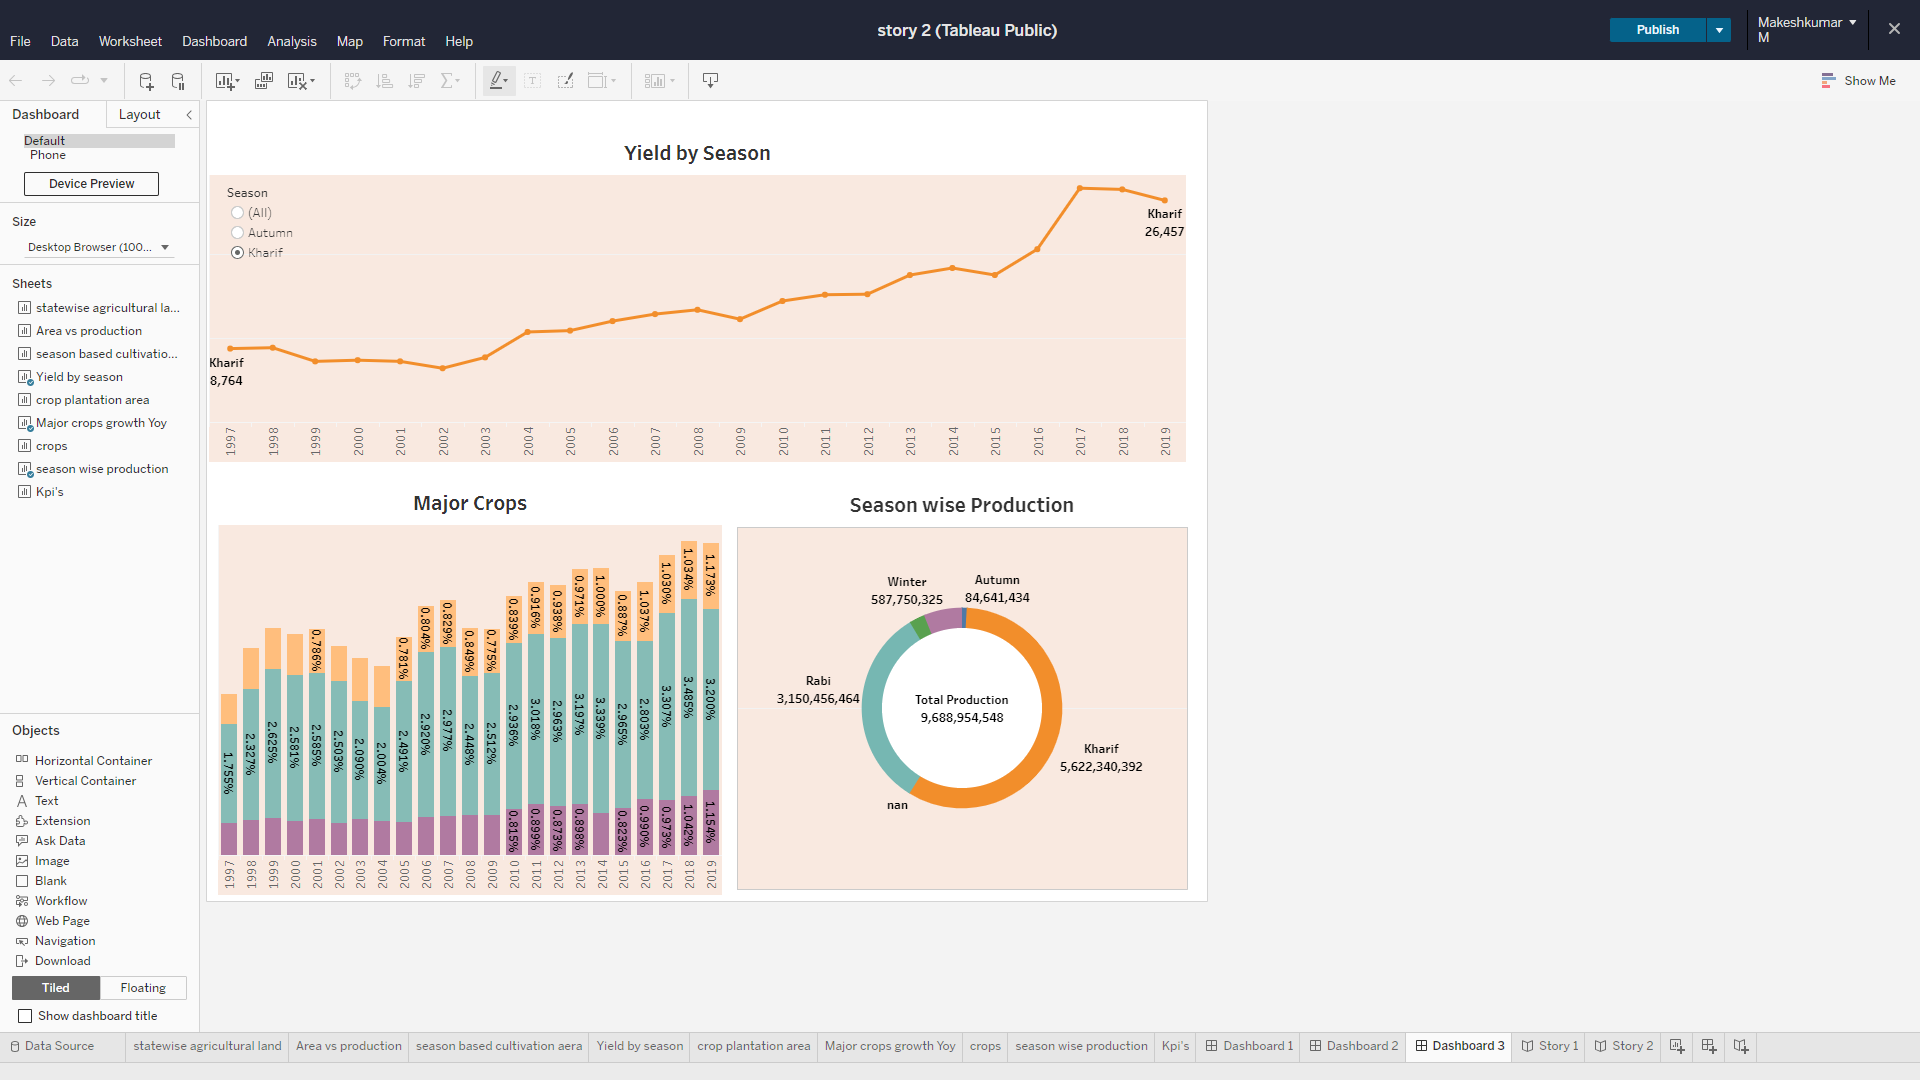 story 2 (Tableau Public)
Publish
Makeshkumar
M
File Data Worksheet Dashboard Analysis Map Format Help
Show Me
Dashboard Layout
Default
Phone
Device Preview
Size
Desktop Browser (100...
Sheets
statewise agricultural la...
Area vs production
season based cultivatio...
Yield by season
crop plantation area
Major crops growth Yoy
crops
season wise production
Kpi's
Objects
Horizontal Container
Vertical Container
Text
Extension
Ask Data
Image
Blank
Workflow
Web Page
Navigation
Download
Tiled Floating
Show dashboard title
Yield by Season
Season
(All)
Autumn
Kharif
Kharif
8,764
Kharif
26,457
1997 1998 1999 2000 2001 2002 2003 2004 2005 2006 2007 2008 2009 2010 2011 2012 2013 2014 2015 2016 2017 2018 2019
Major Crops
0.786% 0.781% 0.804% 0.829% 0.849% 0.775% 0.839% 0.916% 0.938% 0.971% 1.000% 0.887% 1.037% 1.030% 1.034% 1.173%
1.755% 2.327% 2.625% 2.581% 2.585% 2.503% 2.090% 2.004% 2.491% 2.920% 2.977% 2.448% 2.512% 2.936% 3.018% 2.963% 3.197% 3.339% 2.965% 2.803% 3.307% 3.485% 3.200%
0.815% 0.899% 0.873% 0.898% 0.823% 0.990% 0.973% 1.042% 1.154%
1997 1998 1999 2000 2001 2002 2003 2004 2005 2006 2007 2008 2009 2010 2011 2012 2013 2014 2015 2016 2017 2018 2019
Season wise Production
Winter
587,750,325
Autumn
84,641,434
Rabi
3,150,456,464
Total Production
9,688,954,548
Kharif
5,622,340,392
nan
Data Source statewise agricultural land Area vs production season based cultivation aera Yield by season crop plantation area Major crops growth Yoy crops season wise production Kpi's Dashboard 1 Dashboard 2 Dashboard 3 Story 1 Story 2